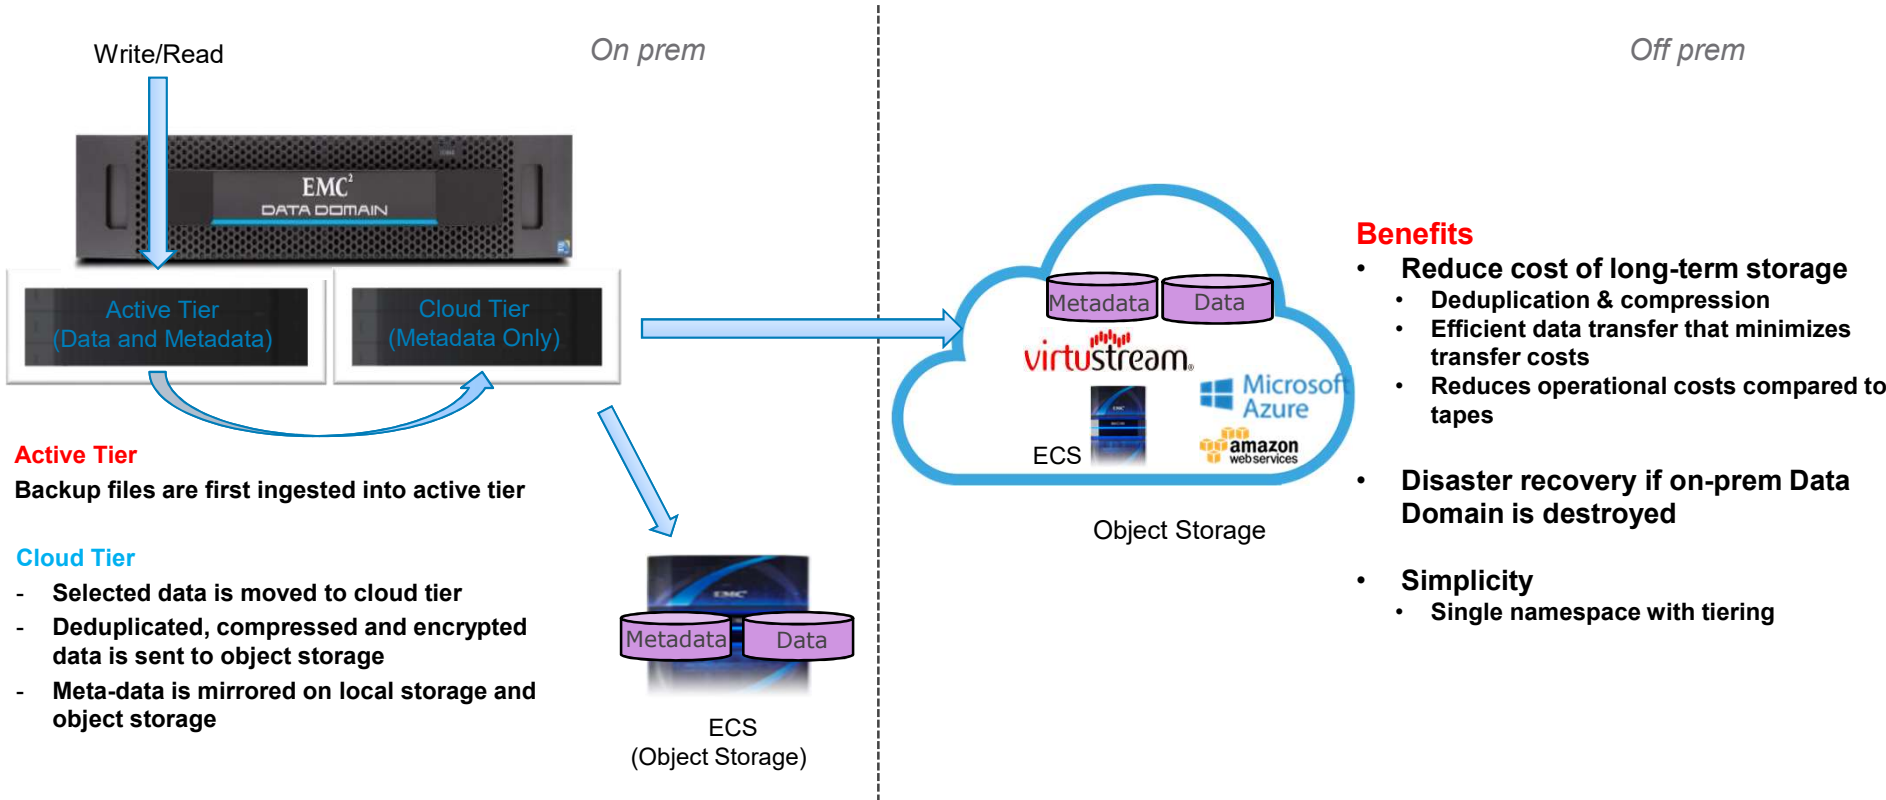 Write/Read
On prem
EMC²
DATA DOMAIN
Active Tier
(Data and Metadata)
Cloud Tier
(Metadata Only)
Active Tier
Backup files are first ingested into active tier
Cloud Tier
- Selected data is moved to cloud tier
- Deduplicated, compressed and encrypted
data is sent to object storage
- Meta-data is mirrored on local storage and
object storage
EMC²
Metadata
Data
ECS
(Object Storage)
Off prem
Metadata
Data
virtustream®
Microsoft
Azure
ECS
amazon
webservices
Object Storage
Benefits
• Reduce cost of long-term storage
• Deduplication & compression
• Efficient data transfer that minimizes
transfer costs
• Reduces operational costs compared to
tapes
• Disaster recovery if on-prem Data
Domain is destroyed
• Simplicity
• Single namespace with tiering